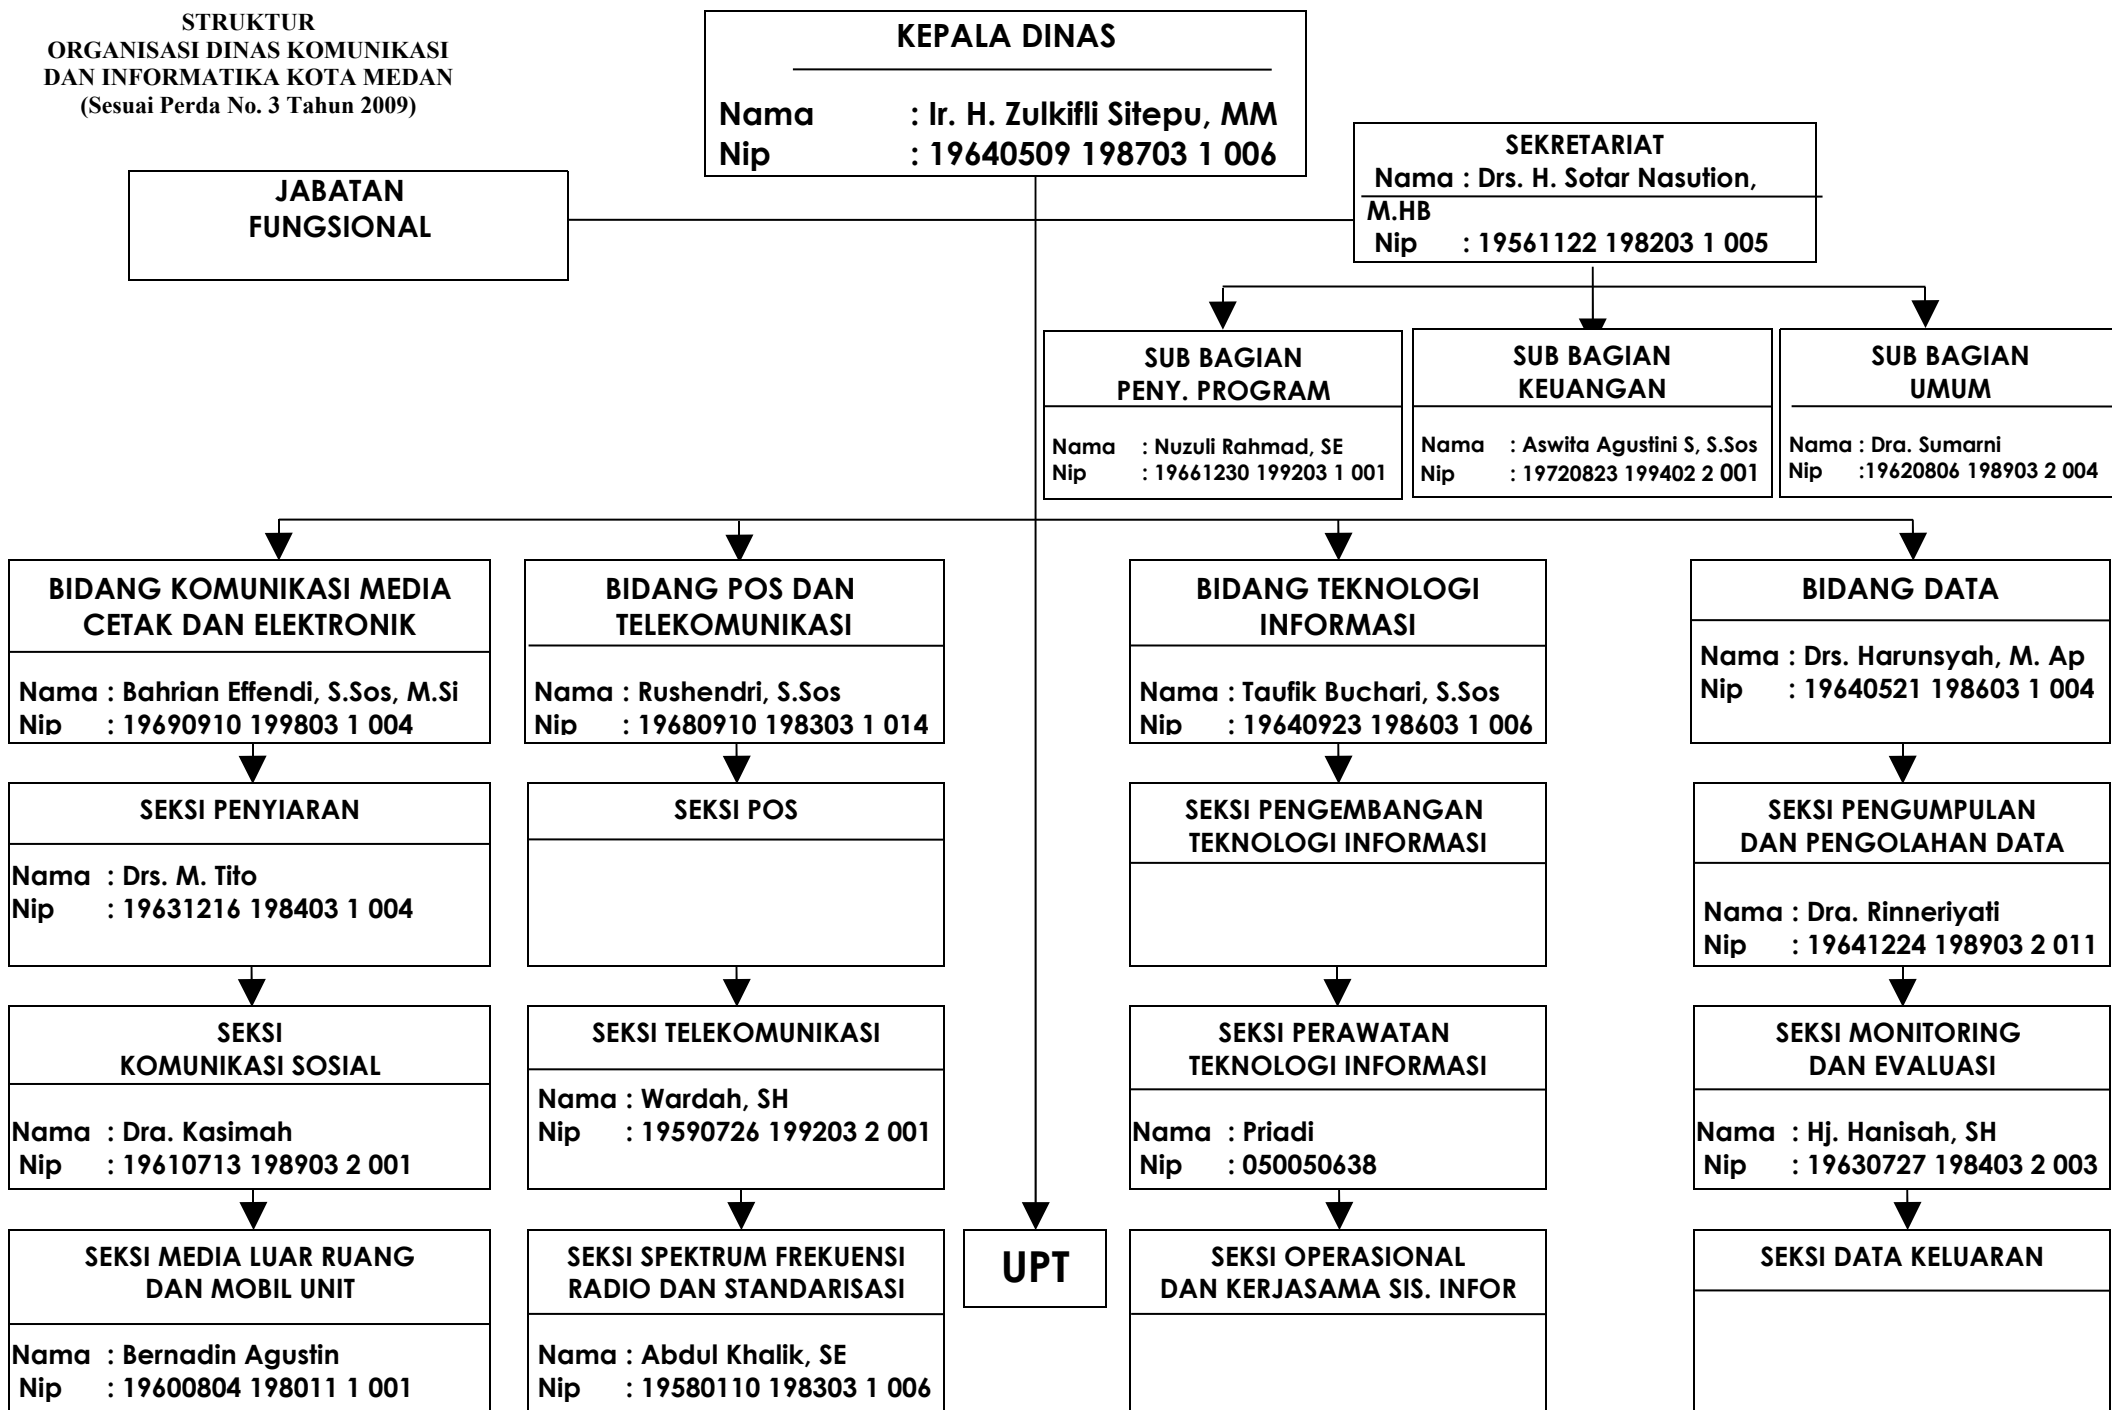 STRUKTUR
ORGANISASI DINAS KOMUNIKASI
DAN INFORMATIKA KOTA MEDAN
(Sesuai Perda No. 3 Tahun 2009)
KEPALA DINAS
Nama : Ir. H. Zulkifli Sitepu, MM
Nip : 19640509 198703 1 006
JABATAN
FUNGSIONAL
SEKRETARIAT
Nama : Drs. H. Sotar Nasution,
M.HB
Nip : 19561122 198203 1 005
SUB BAGIAN
PENY. PROGRAM
Nama : Nuzuli Rahmad, SE
Nip : 19661230 199203 1 001
SUB BAGIAN
KEUANGAN
Nama : Aswita Agustini S, S.Sos
Nip : 19720823 199402 2 001
SUB BAGIAN
UMUM
Nama : Dra. Sumarni
Nip :19620806 198903 2 004
BIDANG KOMUNIKASI MEDIA
CETAK DAN ELEKTRONIK
Nama : Bahrian Effendi, S.Sos, M.Si
Nip : 19690910 199803 1 004
BIDANG POS DAN
TELEKOMUNIKASI
Nama : Rushendri, S.Sos
Nip : 19680910 198303 1 014
BIDANG TEKNOLOGI
INFORMASI
Nama : Taufik Buchari, S.Sos
Nip : 19640923 198603 1 006
BIDANG DATA
Nama : Drs. Harunsyah, M. Ap
Nip : 19640521 198603 1 004
SEKSI PENYIARAN
Nama : Drs. M. Tito
Nip : 19631216 198403 1 004
SEKSI POS
SEKSI PENGEMBANGAN
TEKNOLOGI INFORMASI
SEKSI PENGUMPULAN
DAN PENGOLAHAN DATA
Nama : Dra. Rinneriyati
Nip : 19641224 198903 2 011
SEKSI
KOMUNIKASI SOSIAL
Nama : Dra. Kasimah
Nip : 19610713 198903 2 001
SEKSI TELEKOMUNIKASI
Nama : Wardah, SH
Nip : 19590726 199203 2 001
SEKSI PERAWATAN
TEKNOLOGI INFORMASI
Nama : Priadi
Nip : 050050638
SEKSI MONITORING
DAN EVALUASI
Nama : Hj. Hanisah, SH
Nip : 19630727 198403 2 003
SEKSI MEDIA LUAR RUANG
DAN MOBIL UNIT
Nama : Bernadin Agustin
Nip : 19600804 198011 1 001
SEKSI SPEKTRUM FREKUENSI
RADIO DAN STANDARISASI
Nama : Abdul Khalik, SE
Nip : 19580110 198303 1 006
UPT
SEKSI OPERASIONAL
DAN KERJASAMA SIS. INFOR
SEKSI DATA KELUARAN